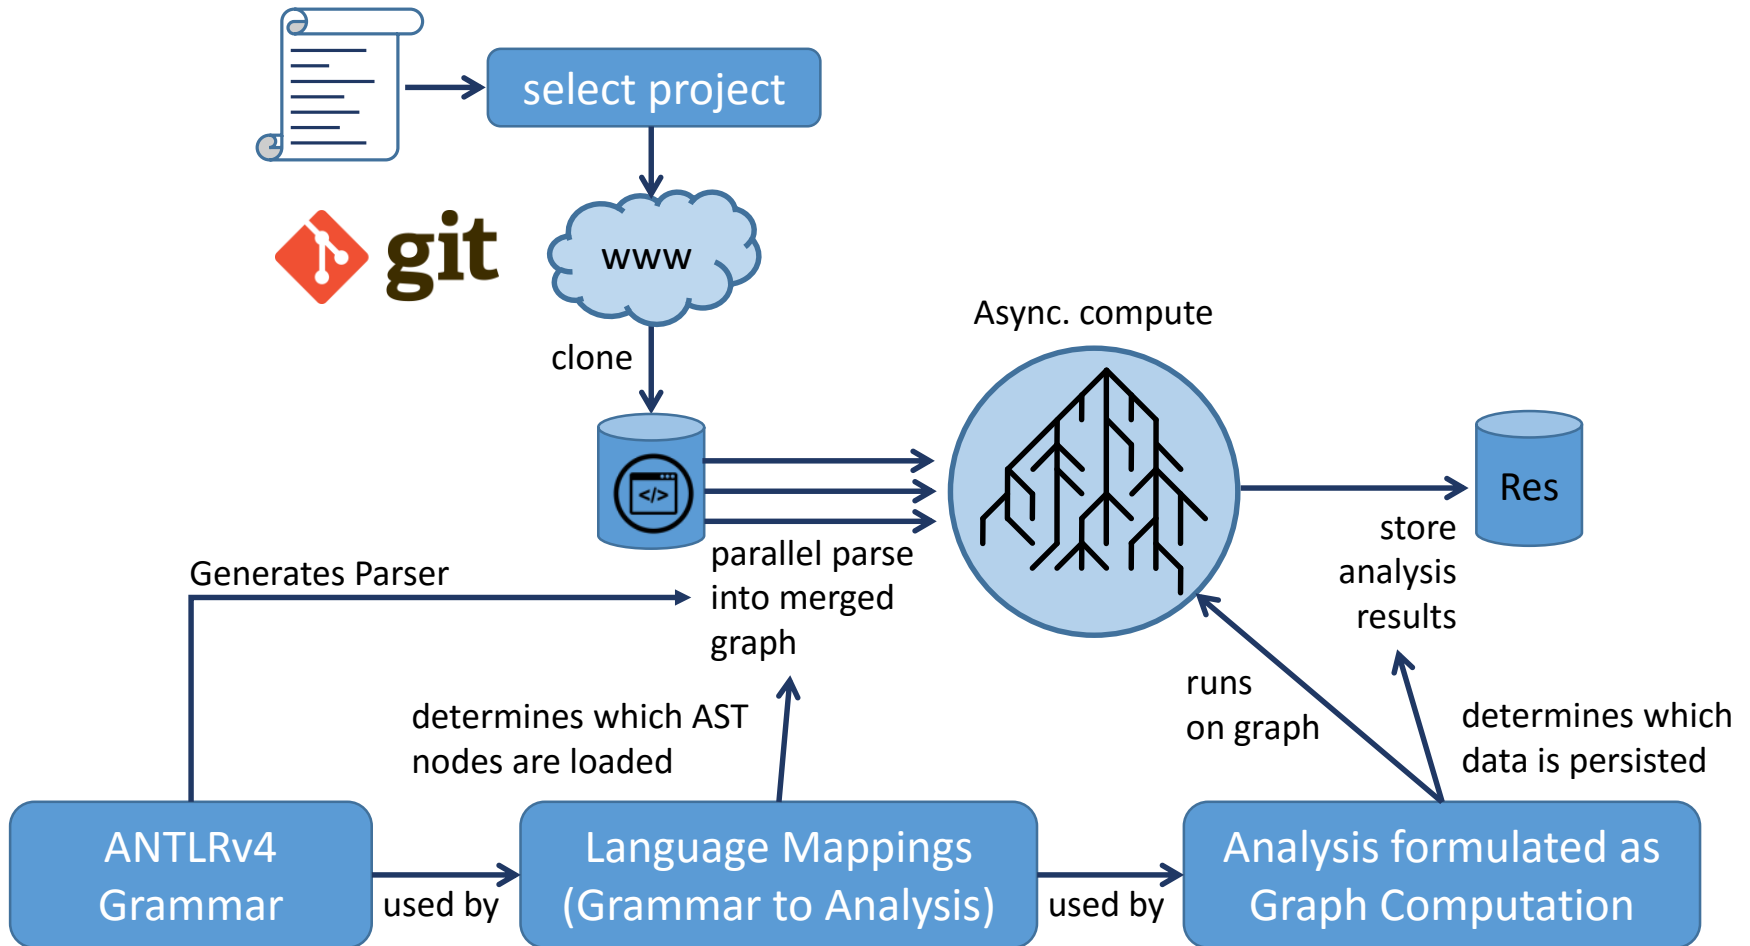 select project
git
www
clone
Async. compute
</>
Res
parallel parse
into merged
graph
store
analysis
results
Generates Parser
determines which AST
nodes are loaded
runs
on graph
determines which
data is persisted
ANTLRv4
Grammar
used by
Language Mappings
(Grammar to Analysis)
used by
Analysis formulated as
Graph Computation